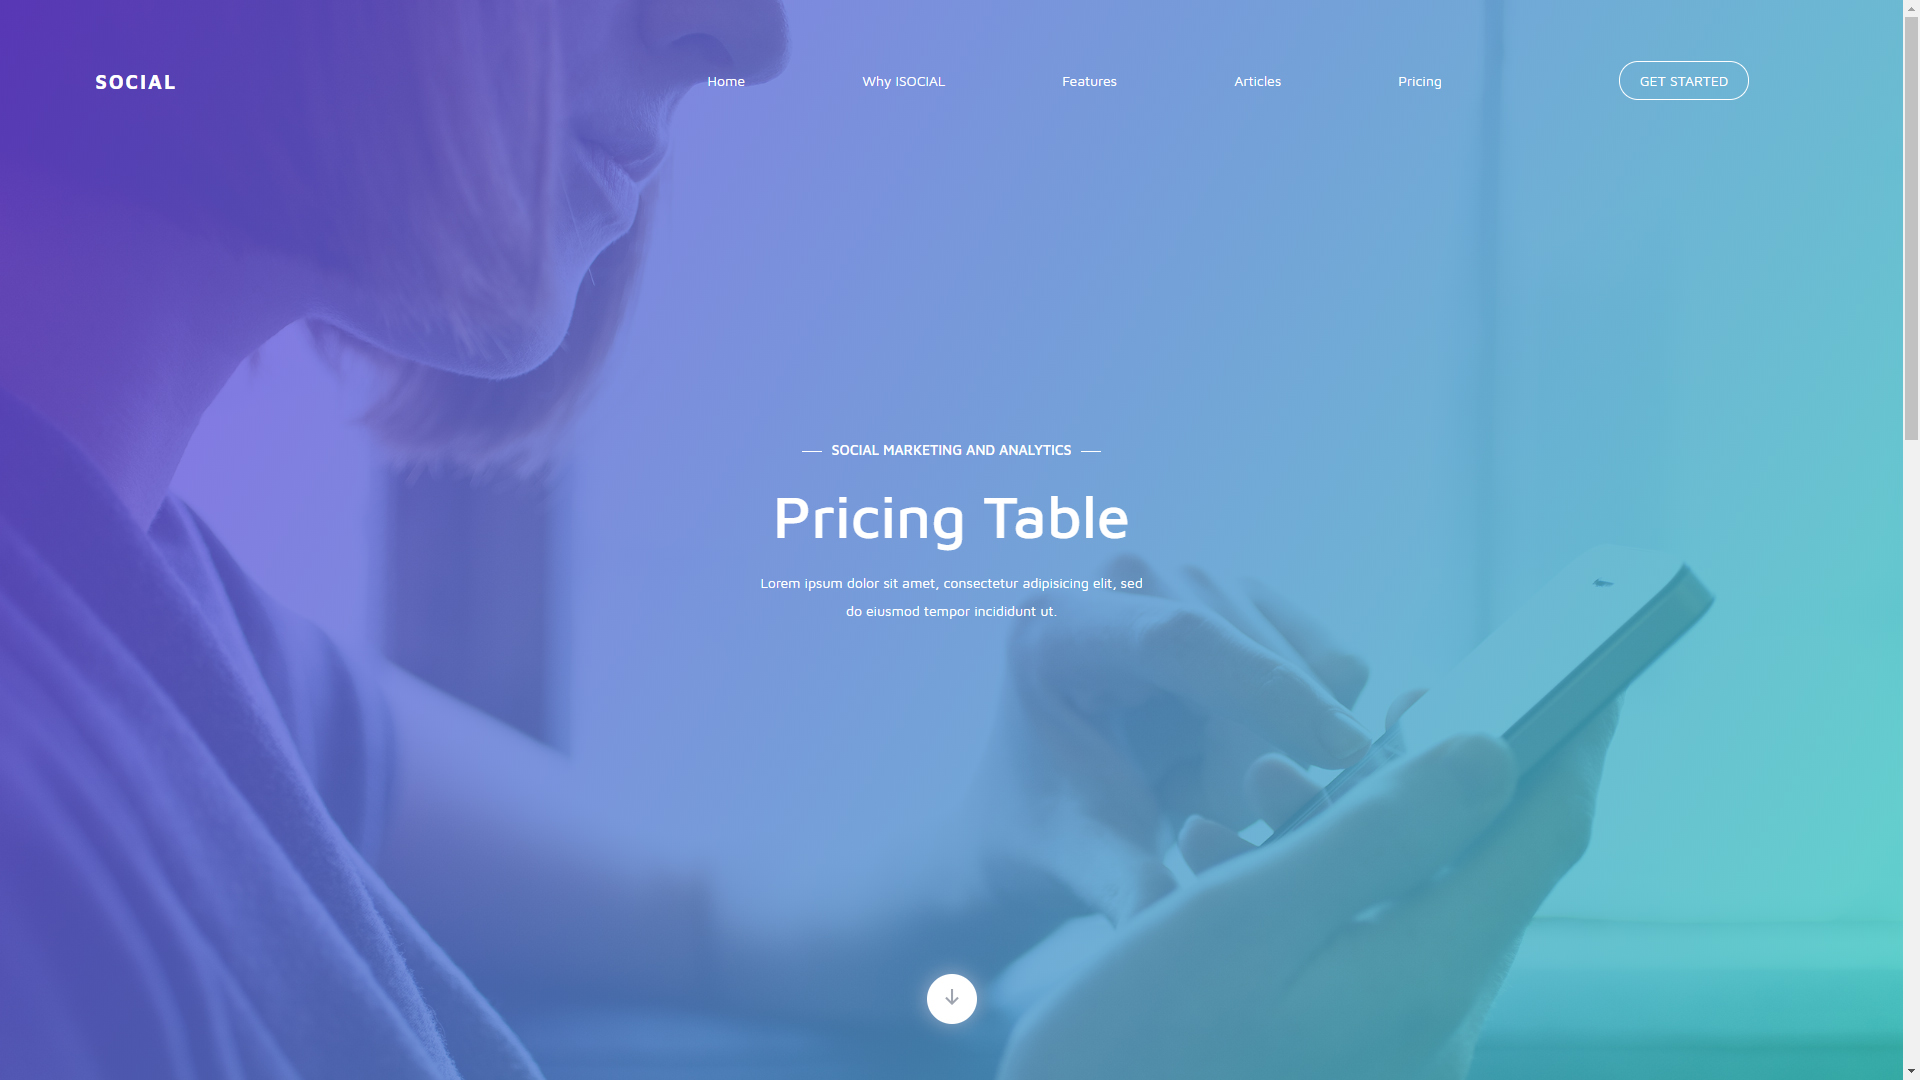 SOCIAL
Home
Why ISOCIAL
Features
Articles
Pricing
GET STARTED
SOCIAL MARKETING AND ANALYTICS
Pricing Table
Lorem ipsum dolor sit amet, consectetur adipisicing elit, sed
do eiusmod tempor incididunt ut.